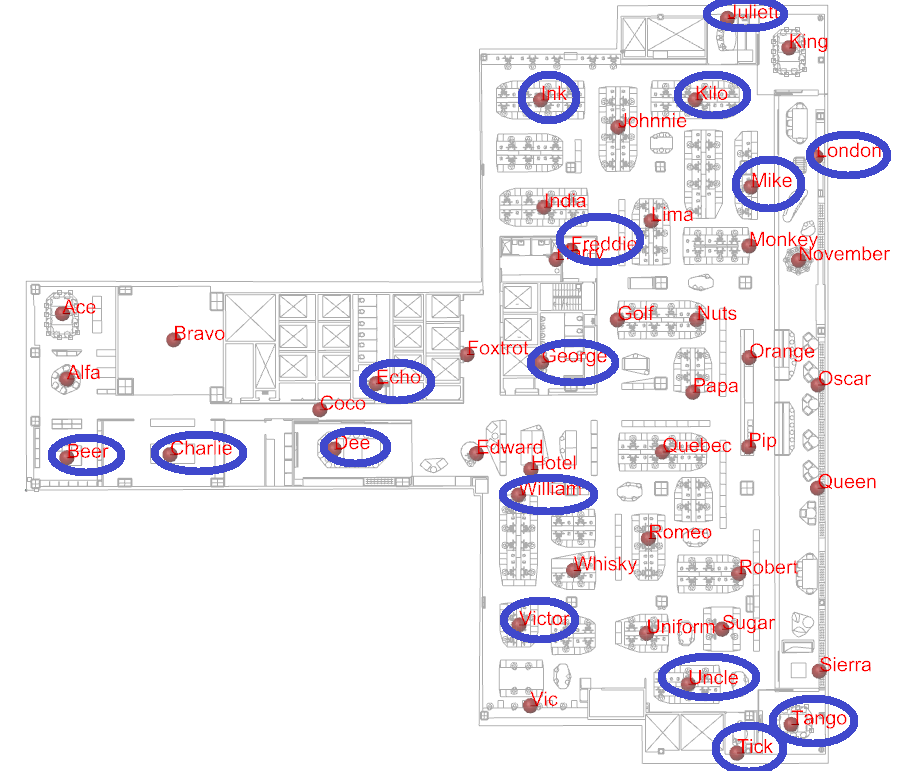 Juliett
King
Ink
Kilo
Johnnie
London
Mike
India
Lima
Freddie
Monkey
November
Ace
Golf
Nuts
Bravo
Foxtrot
George
Orange
Alfa
Echo
Papa
Oscar
Coco
Beer
Charlie
Dee
Edward
Quebec
Pip
Hotel
William
Queen
Romeo
Whisky
Robert
Victor
Uniform
Sugar
Sierra
Uncle
Vic
Tango
Tick